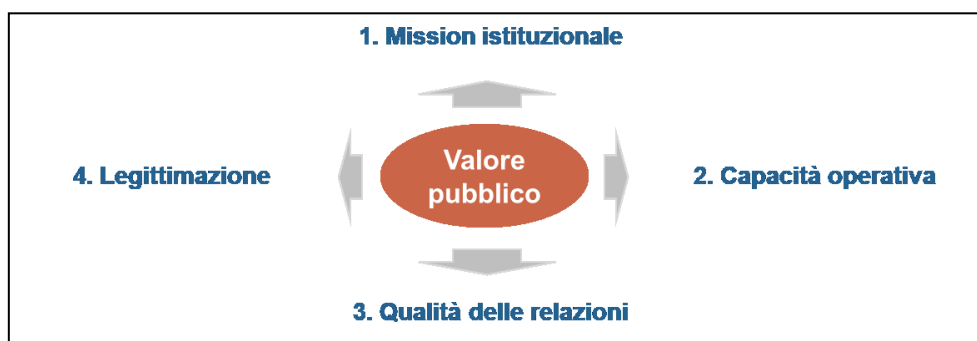 1. Mission istituzionale
4. Legittimazione
Valore
pubblico
2. Capacità operativa
3. Qualità delle relazioni